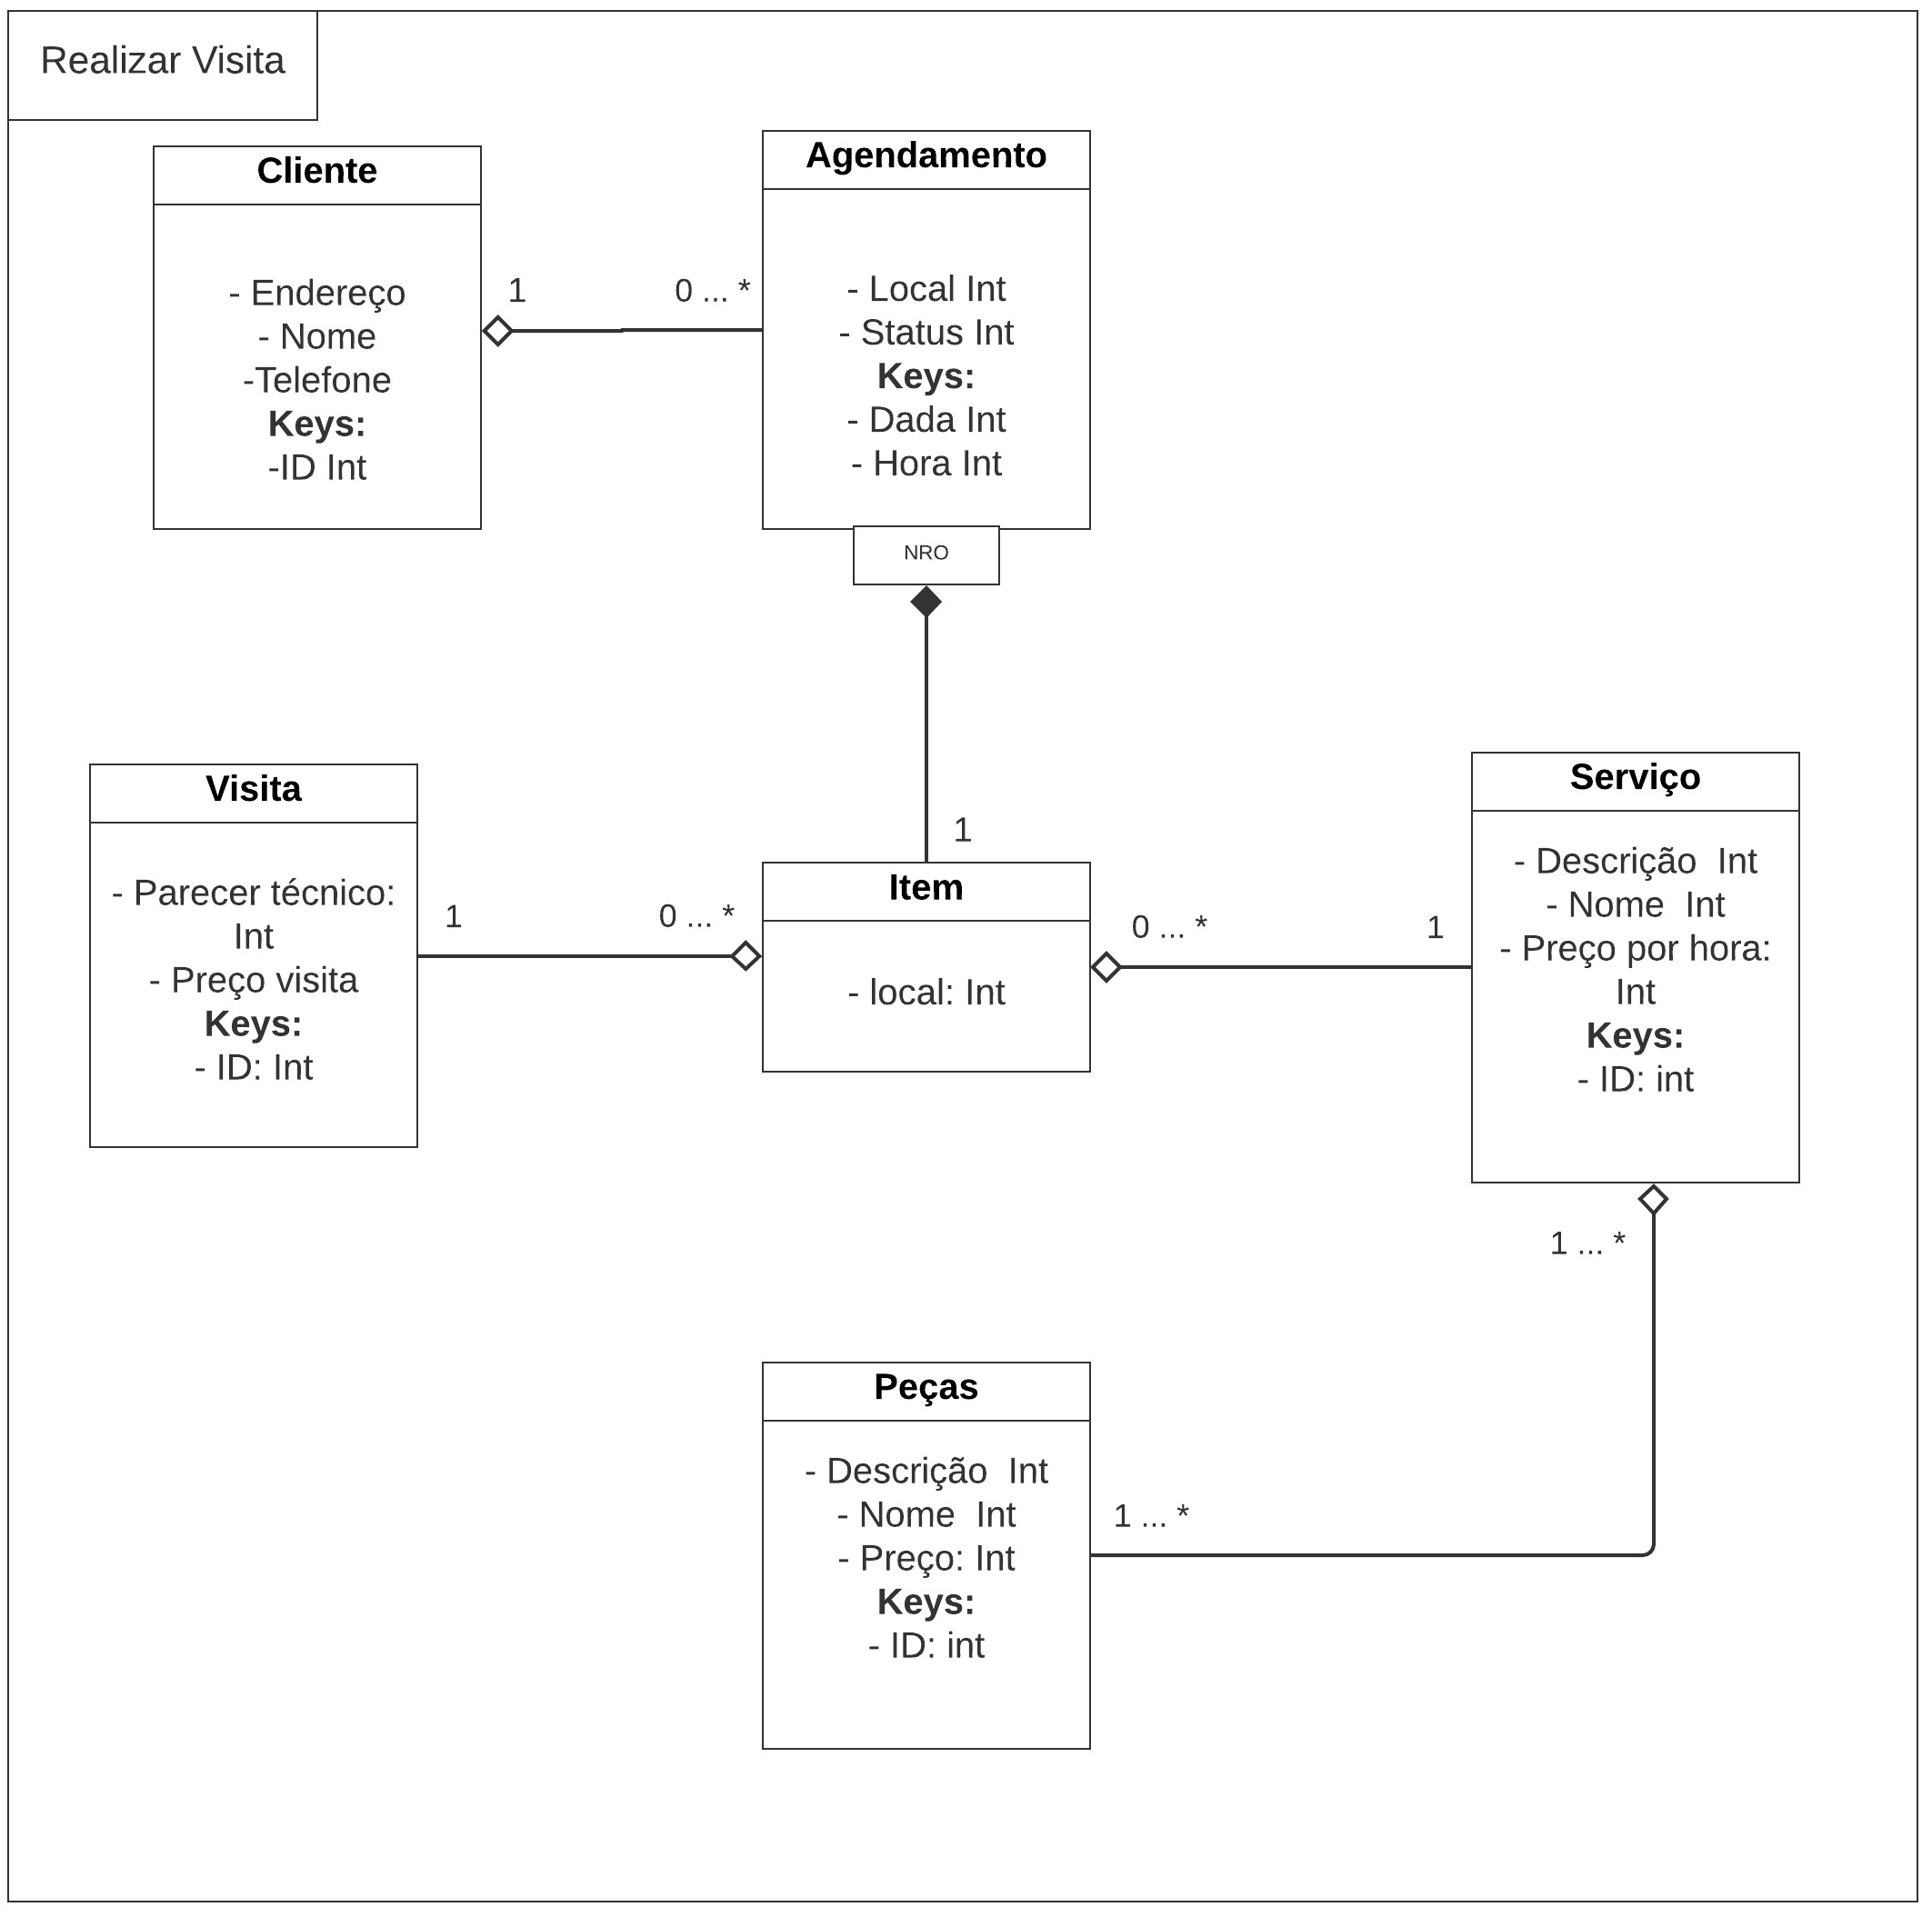 Realizar Visita
Cliente
- Endereço
- Nome
-Telefone
Keys:
-ID Int
1
0 ... *
Agendamento
- Local Int
- Status Int
Keys:
- Dada Int
- Hora Int
NRO
1
Visita
- Parecer técnico:
Int
- Preço visita
Keys:
- ID: Int
1
0 ... *
Item
- local: Int
0 ... *
1
Serviço
- Descrição  Int
- Nome  Int
- Preço por hora:
Int
Keys:
- ID: int
1 ... *
Peças
- Descrição  Int
- Nome  Int
- Preço: Int
Keys:
- ID: int
1 ... *